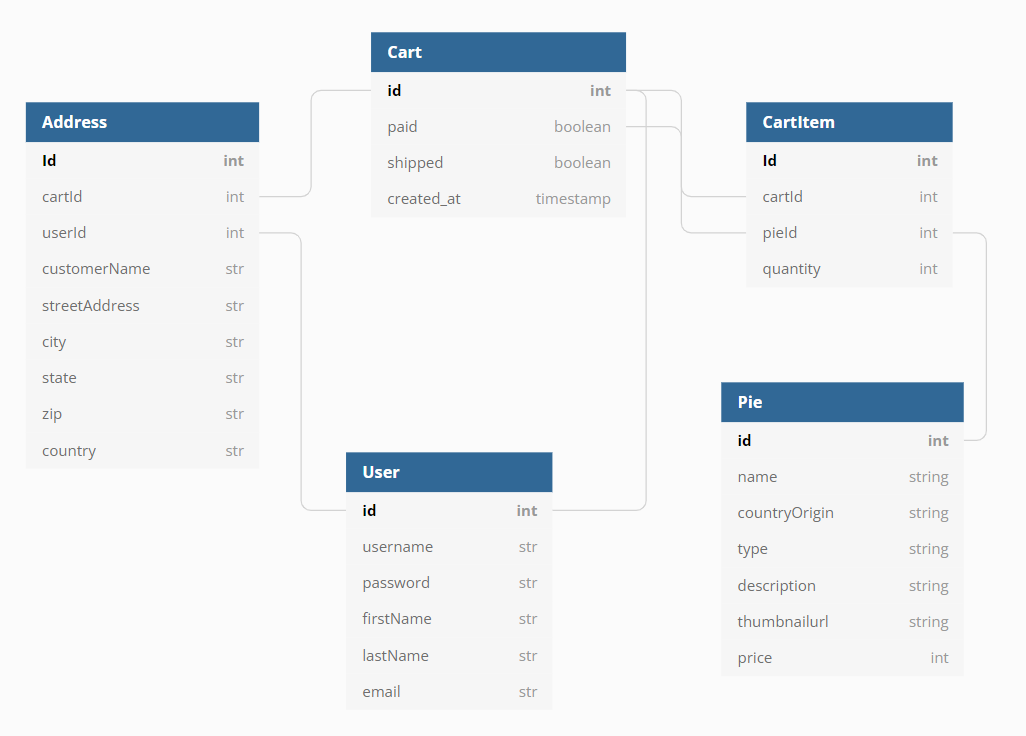 Cart
id int
paid boolean
shipped boolean
created_at timestamp
Address
Id int
cartId int
userId int
customerName str
streetAddress str
city str
state str
zip str
country str
CartItem
Id int
cartId int
pieId int
quantity int
User
id int
username str
password str
firstName str
lastName str
email str
Pie
id int
name string
countryOrigin string
type string
description string
thumbnailurl string
price int